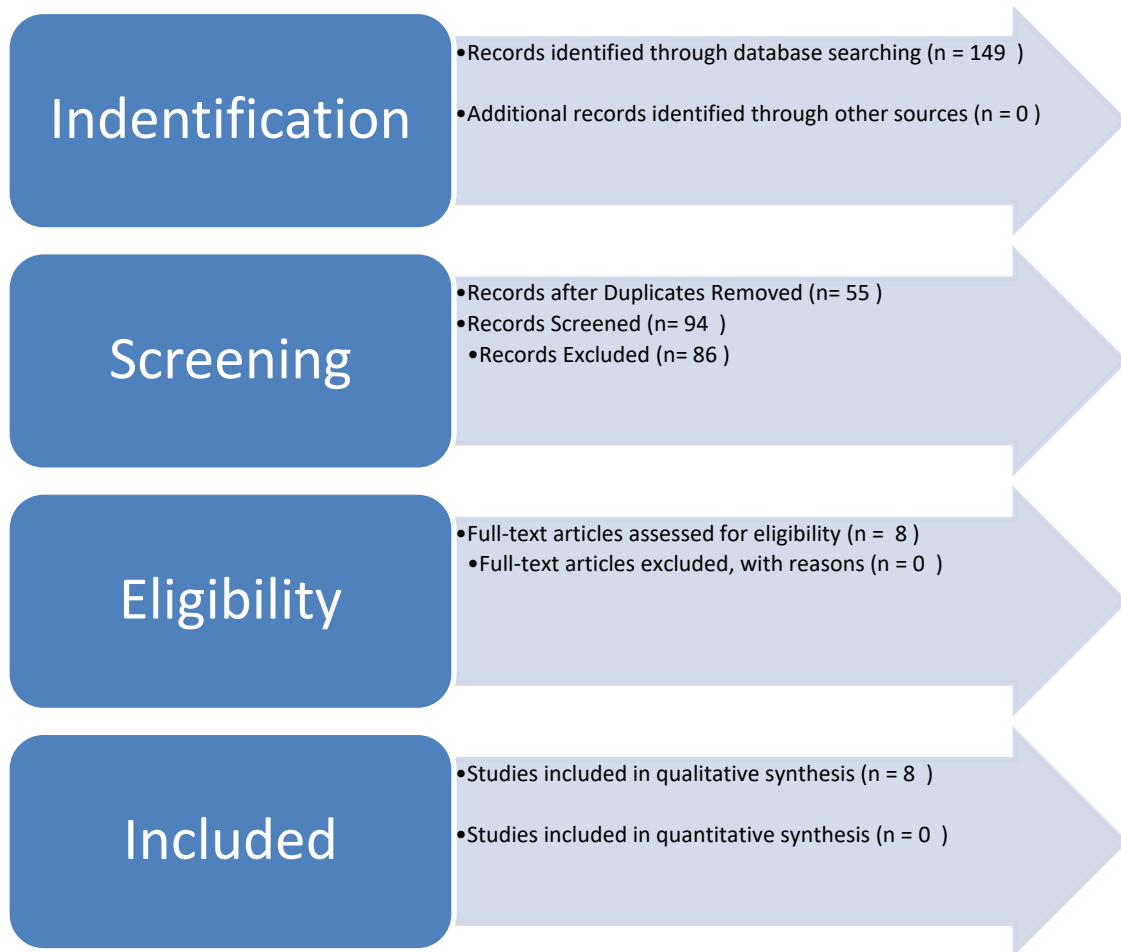 Indentification
•Records identified through database searching (n = 149  )
•Additional records identified through other sources (n = 0 )
Screening
•Records after Duplicates Removed (n= 55 )
•Records Screened (n= 94  )
•Records Excluded (n= 86 )
Eligibility
•Full-text articles assessed for eligibility (n =  8 )
•Full-text articles excluded, with reasons (n = 0  )
Included
•Studies included in qualitative synthesis (n = 8  )
•Studies included in quantitative synthesis (n = 0  )